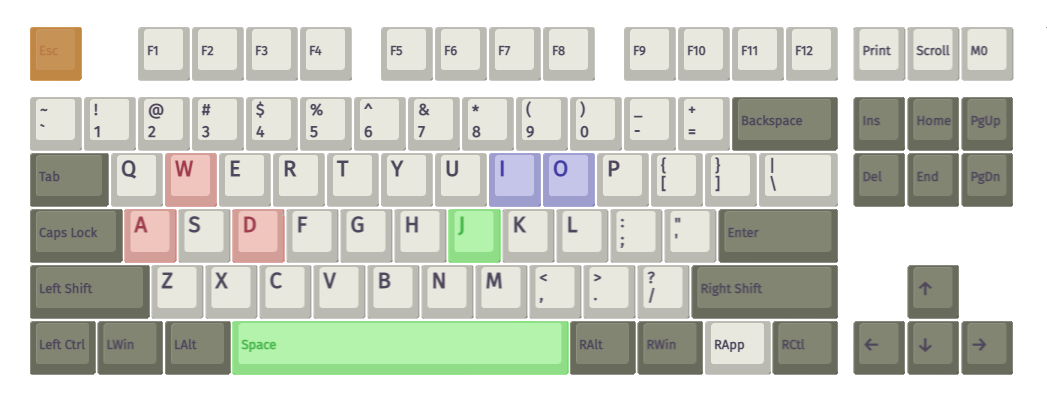 Esc F1 F2 F3 F4 F5 F6 F7 F8 F9 F10 F11 F12 Print Scroll M0
~ ! @ # $ % ^ & * ( ) _ +
` 1 2 3 4 5 6 7 8 9 0 - = Backspace Ins Home PgUp
Tab Q W E R T Y U I O P { } |
[ ] \ Del End PgDn
Caps Lock A S D F G H J K L : " Enter
; '
Left Shift Z X C V B N M < > ? Right Shift ↑
, . /
Left Ctrl LWin LAlt Space RAlt RWin RApp RCtl ← ↓ →